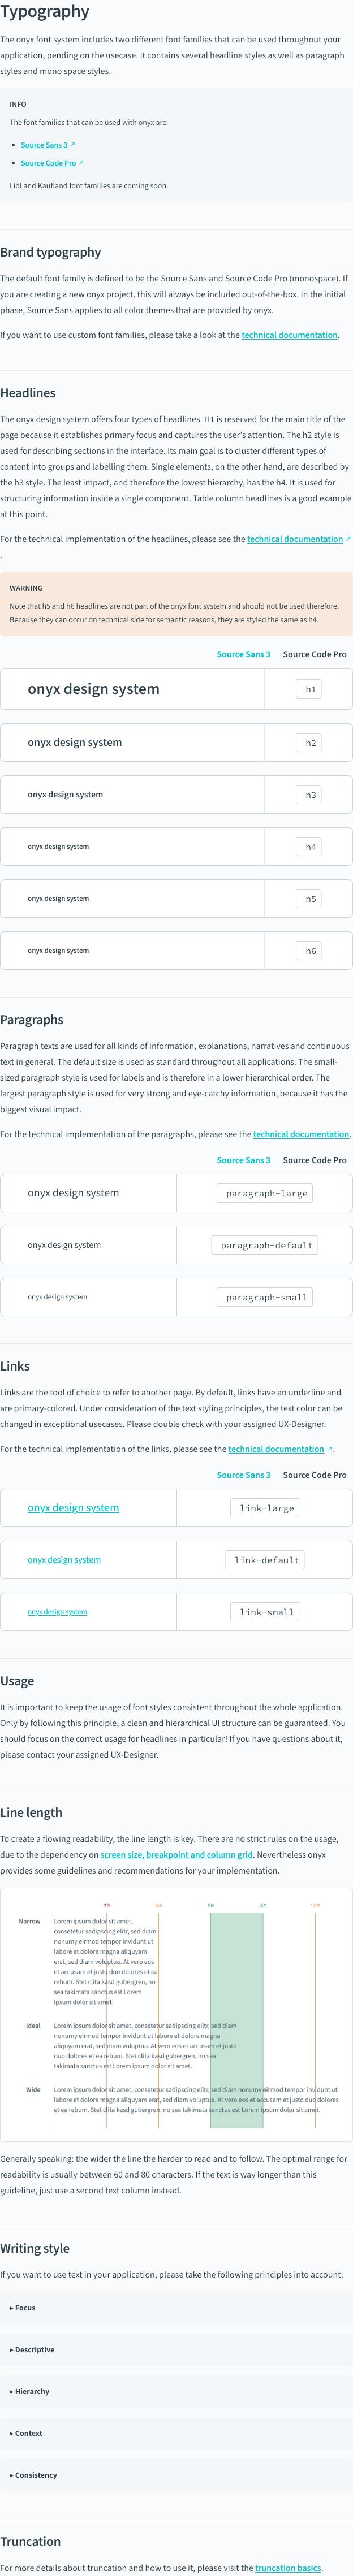 Typography
The onyx font system includes two different font families that can be used throughout your
application, pending on the usecase. It contains several headline styles as well as paragraph
styles and mono space styles.
INFO
The font families that can be used with onyx are:
• Source Sans 3 ↗
• Source Code Pro ↗
Lidl and Kaufland font families are coming soon.
Brand typography
The default font family is defined to be the Source Sans and Source Code Pro (monospace). If
you are creating a new onyx project, this will always be included out-of-the-box. In the initial
phase, Source Sans applies to all color themes that are provided by onyx.
If you want to use custom font families, please take a look at the technical documentation.
Headlines
The onyx design system offers four types of headlines. H1 is reserved for the main title of the
page because it establishes primary focus and captures the user's attention. The h2 style is
used for describing sections in the interface. Its main goal is to cluster different types of
content into groups and labelling them. Single elements, on the other hand, are described by
the h3 style. The least impact, and therefore the lowest hierarchy, has the h4. It is used for
structuring information inside a single component. Table column headlines is a good example
at this point.
For the technical implementation of the headlines, please see the technical documentation ↗
.
WARNING
Note that h5 and h6 headlines are not part of the onyx font system and should not be used therefore.
Because they can occur on technical side for semantic reasons, they are styled the same as h4.
Source Sans 3 Source Code Pro
onyx design system h1
onyx design system h2
onyx design system h3
onyx design system h4
onyx design system h5
onyx design system h6
Paragraphs
Paragraph texts are used for all kinds of information, explanations, narratives and continuous
text in general. The default size is used as standard throughout all applications. The small-
sized paragraph style is used for labels and is therefore in a lower hierarchical order. The
largest paragraph style is used for very strong and eye-catchy information, because it has the
biggest visual impact.
For the technical implementation of the paragraphs, please see the technical documentation.
Source Sans 3 Source Code Pro
onyx design system paragraph-large
onyx design system paragraph-default
onyx design system paragraph-small
Links
Links are the tool of choice to refer to another page. By default, links have an underline and
are primary-colored. Under consideration of the text styling principles, the text color can be
changed in exceptional usecases. Please double check with your assigned UX-Designer.
For the technical implementation of the links, please see the technical documentation ↗.
Source Sans 3 Source Code Pro
onyx design system link-large
onyx design system link-default
onyx design system link-small
Usage
It is important to keep the usage of font styles consistent throughout the whole application.
Only by following this principle, a clean and hierarchical UI structure can be guaranteed. You
should focus on the correct usage for headlines in particular! If you have questions about it,
please contact your assigned UX-Designer.
Line length
To create a flowing readability, the line length is key. There are no strict rules on the usage,
due to the dependency on screen size, breakpoint and column grid. Nevertheless onyx
provides some guidelines and recommendations for your implementation.
20 40 60 80 100
Narrow Lorem ipsum dolor sit amet,
consetetur sadipscing elitr, sed diam
nonumy eirmod tempor invidunt ut
labore et dolore magna aliquyam
erat, sed diam voluptua. At vero eos
et accusam et justo duo dolores et ea
rebum. Stet clita kasd gubergren, no
sea takimata sanctus est Lorem
ipsum dolor sit amet.
Ideal Lorem ipsum dolor sit amet, consetetur sadipscing elitr, sed diam
nonumy eirmod tempor invidunt ut labore et dolore magna
aliquyam erat, sed diam voluptua. At vero eos et accusam et justo
duo dolores et ea rebum. Stet clita kasd gubergren, no sea
takimata sanctus est Lorem ipsum dolor sit amet.
Wide Lorem ipsum dolor sit amet, consetetur sadipscing elitr, sed diam nonumy eirmod tempor invidunt ut
labore et dolore magna aliquyam erat, sed diam voluptua. At vero eos et accusam et justo duo dolores
et ea rebum. Stet clita kasd gubergren, no sea takimata sanctus est Lorem ipsum dolor sit amet.
Generally speaking: the wider the line the harder to read and to follow. The optimal range for
readability is usually between 60 and 80 characters. If the text is way longer than this
guideline, just use a second text column instead.
Writing style
If you want to use text in your application, please take the following principles into account.
▸ Focus
▸ Descriptive
▸ Hierarchy
▸ Context
▸ Consistency
Truncation
For more details about truncation and how to use it, please visit the truncation basics.